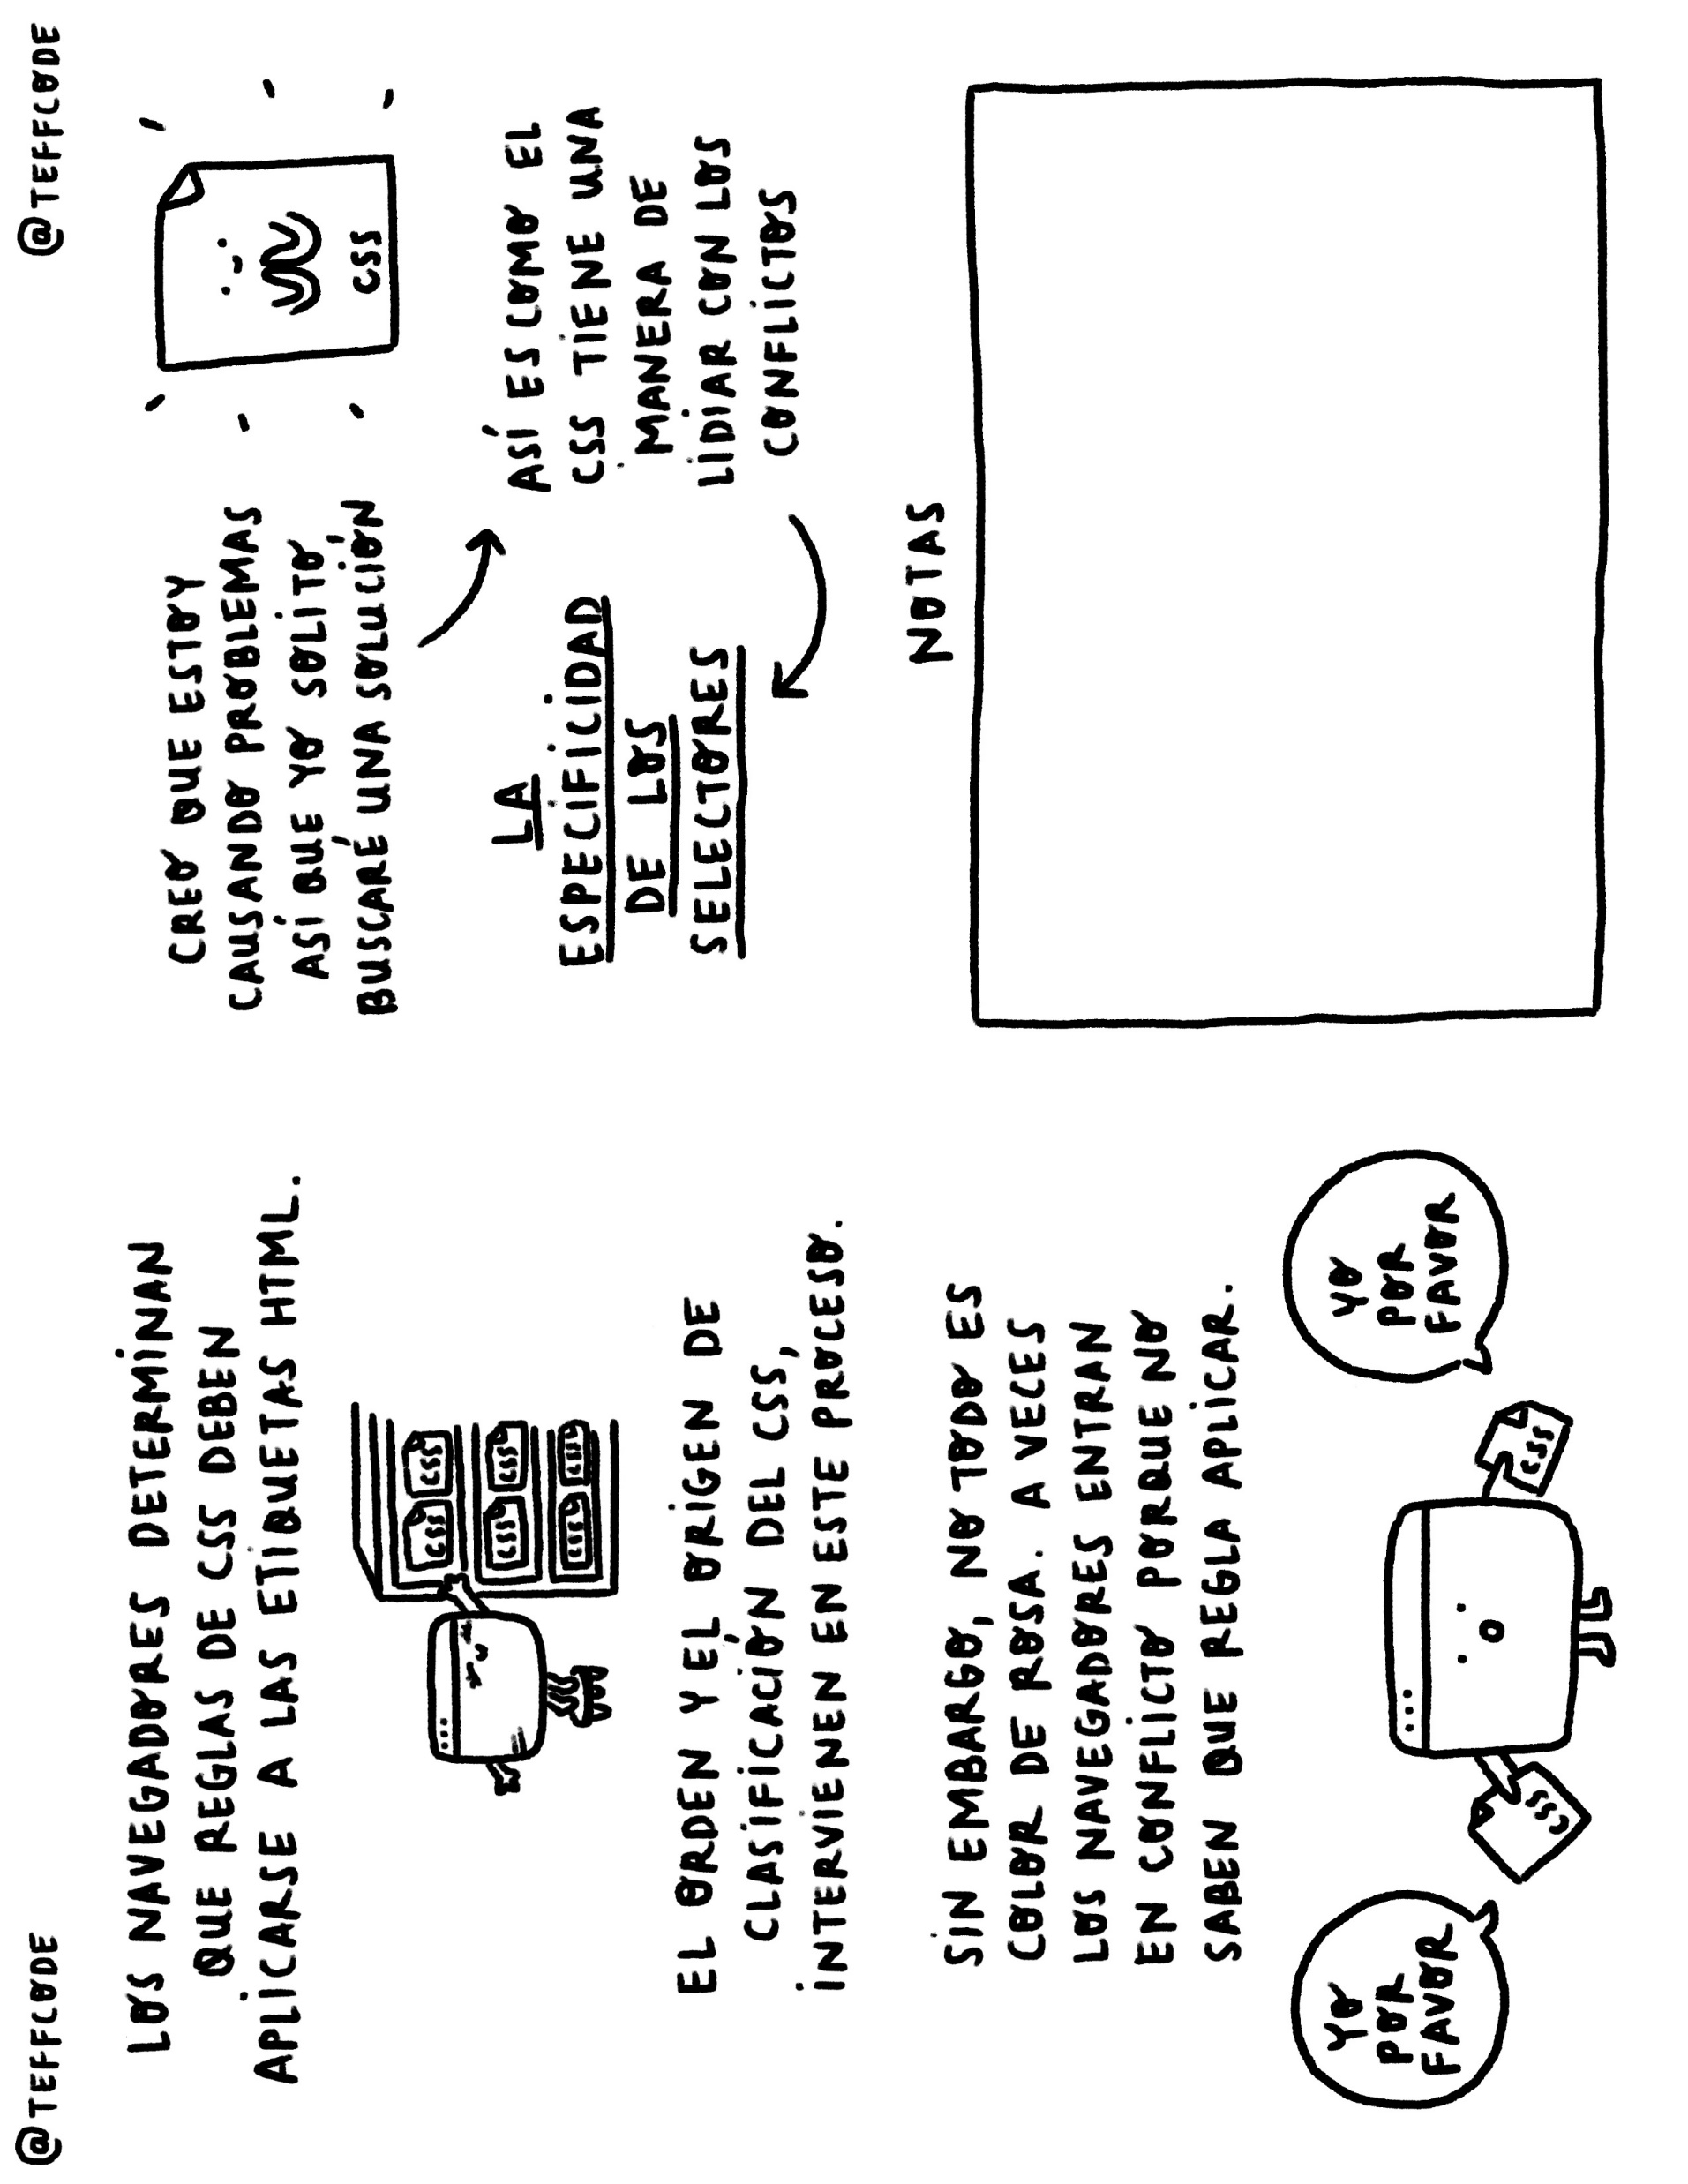 @TEFFCODE
LOS NAVEGADORES DETERMINAN
QUE REGLAS DE CSS DEBEN
APLICARSE A LAS ETIQUETAS HTML.
CSS CSS
CSS CSS
CSS CSS
EL ORDEN Y EL ORIGEN DE
CLASIFICACIÓN DEL CSS,
INTERVIENEN EN ESTE PROCESO.
SIN EMBARGO, NO TODO ES
COLOR DE ROSA. A VECES
LOS NAVEGADORES ENTRAN
EN CONFLICTO PORQUE NO
SABEN QUE REGLA APLICAR.
YO
POR
FAVOR
CSS
CSS
YO
POR
FAVOR
@TEFFCODE
CREO QUE ESTOY
CAUSANDO PROBLEMAS
ASÍ QUE YO SOLITO
BUSCARÉ UNA SOLUCIÓN
CSS
ASÍ ES COMO EL
CSS TIENE UNA
MANERA DE
LIDIAR CON LOS
CONFLICTOS
LA
ESPECIFICIDAD
DE LOS
SELECTORES
NOTAS